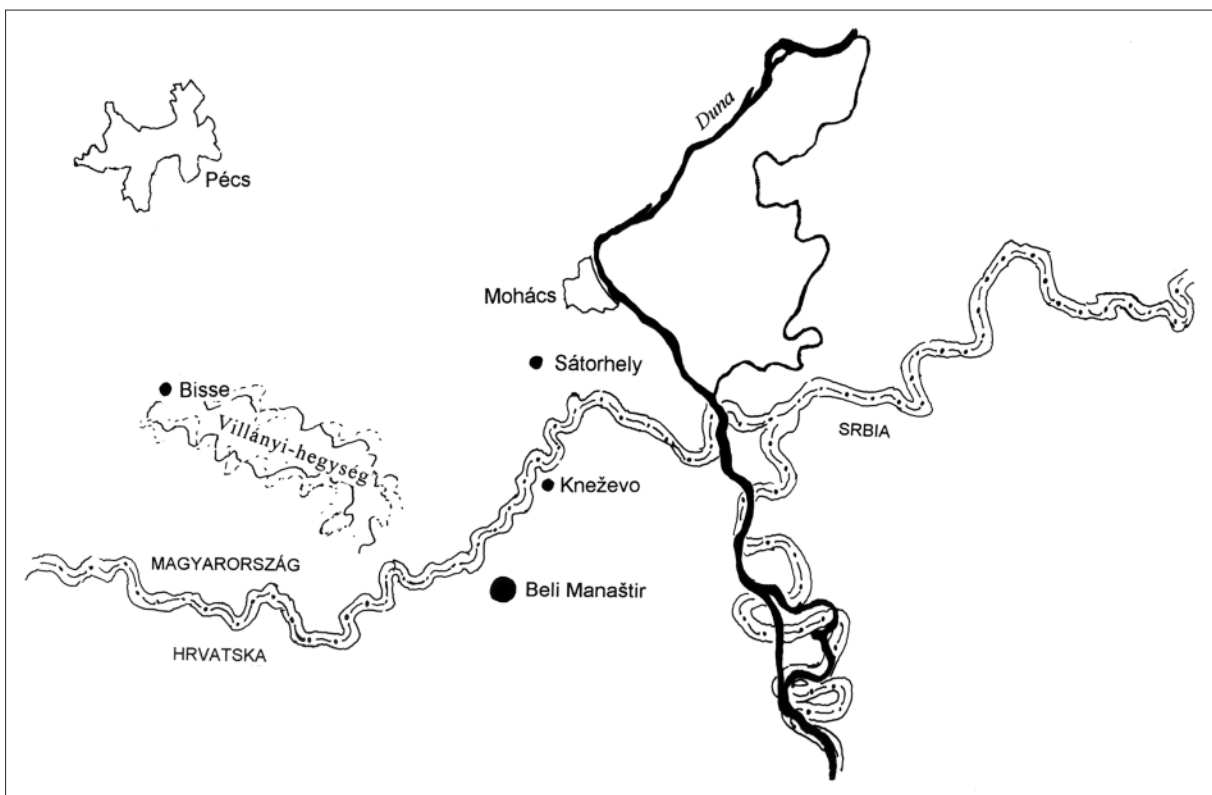 Duna
Pécs
Mohács
Sátorhely
Bisse
Villányi-hegység
SRBIA
Kneževo
MAGYARORSZÁG
Beli Manaštir
HRVATSKA